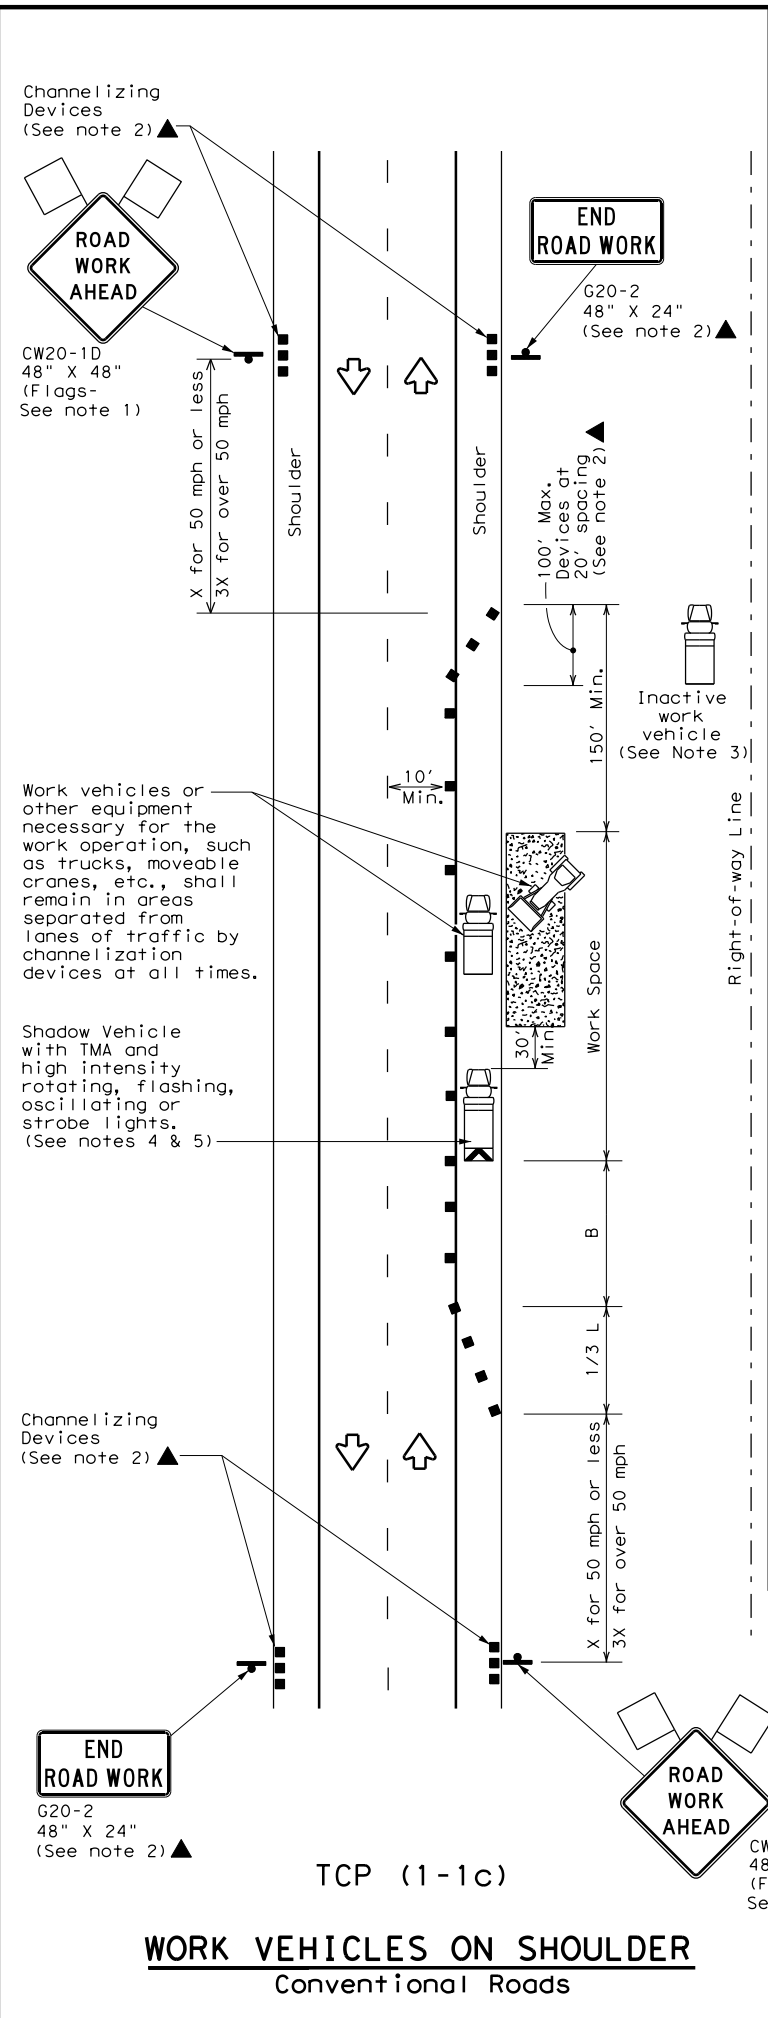 Channelizing
Devices
(See note 2)
ROAD
WORK
AHEAD
CW20-1D
48" X 48"
(Flags-
See note 1)
END
ROAD WORK
G20-2
48" X 24"
(See note 2)
X for 50 mph or less
3X for over 50 mph
Shoulder
Shoulder
100' Max.
Devices at
20' spacing
(See note 2)
150' Min.
Inactive
work
vehicle
(See Note 3)
10'
Min.
Work vehicles or
other equipment
necessary for the
work operation, such
as trucks, moveable
cranes, etc., shall
remain in areas
separated from
lanes of traffic by
channelization
devices at all times.
Right-of-way Line
Work Space
30'
Min.
Shadow Vehicle
with TMA and
high intensity
rotating, flashing,
oscillating or
strobe lights.
(See notes 4 & 5)
B
1/3 L
Channelizing
Devices
(See note 2)
X for 50 mph or less
3X for over 50 mph
END
ROAD WORK
G20-2
48" X 24"
(See note 2)
ROAD
WORK
AHEAD
CW
48
(F
Se
TCP (1-1c)
WORK VEHICLES ON SHOULDER
Conventional Roads